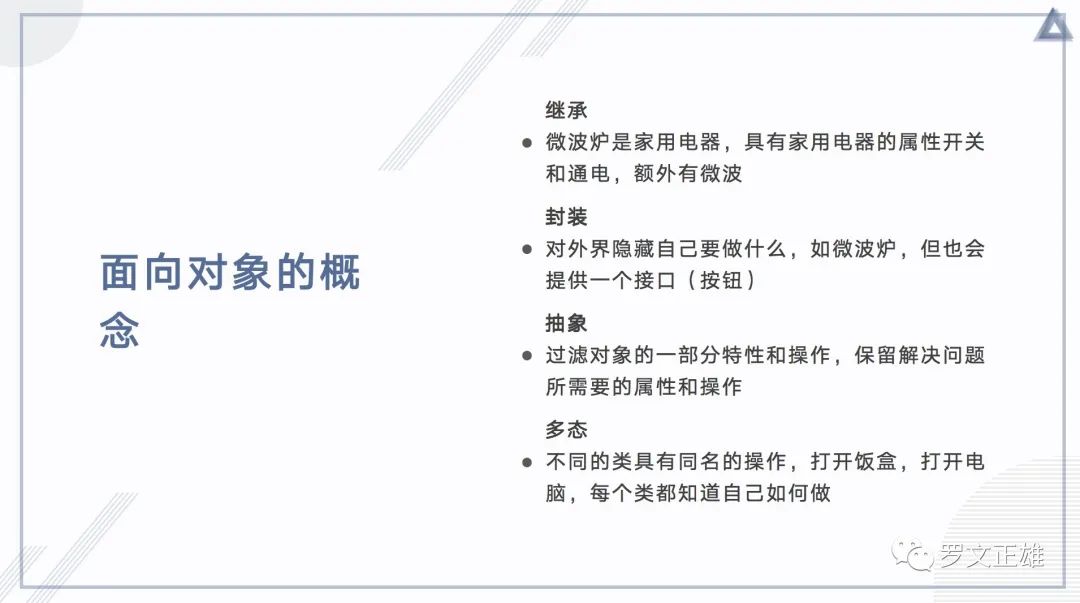 面向对象的概
念
继承
● 微波炉是家用电器，具有家用电器的属性开关
和通电，额外有微波
封装
● 对外界隐藏自己要做什么，如微波炉，但也会
提供一个接口（按钮）
抽象
● 过滤对象的一部分特性和操作，保留解决问题
所需要的属性和操作
多态
● 不同的类具有同名的操作，打开饭盒，打开电
脑，每个类都知道自己如何做
罗文正雄